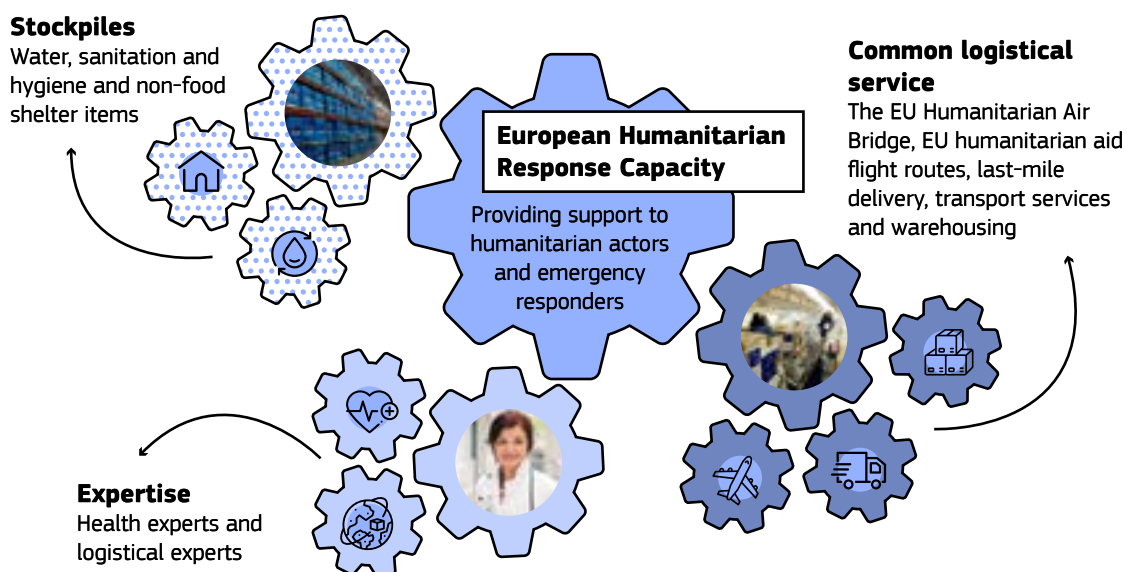 Stockpiles
Water, sanitation and
hygiene and non-food
shelter items
European Humanitarian
Response Capacity
Providing support to
humanitarian actors
and emergency
responders
Common logistical
service
The EU Humanitarian Air
Bridge, EU humanitarian aid
flight routes, last-mile
delivery, transport services
and warehousing
Expertise
Health experts and
logistical experts